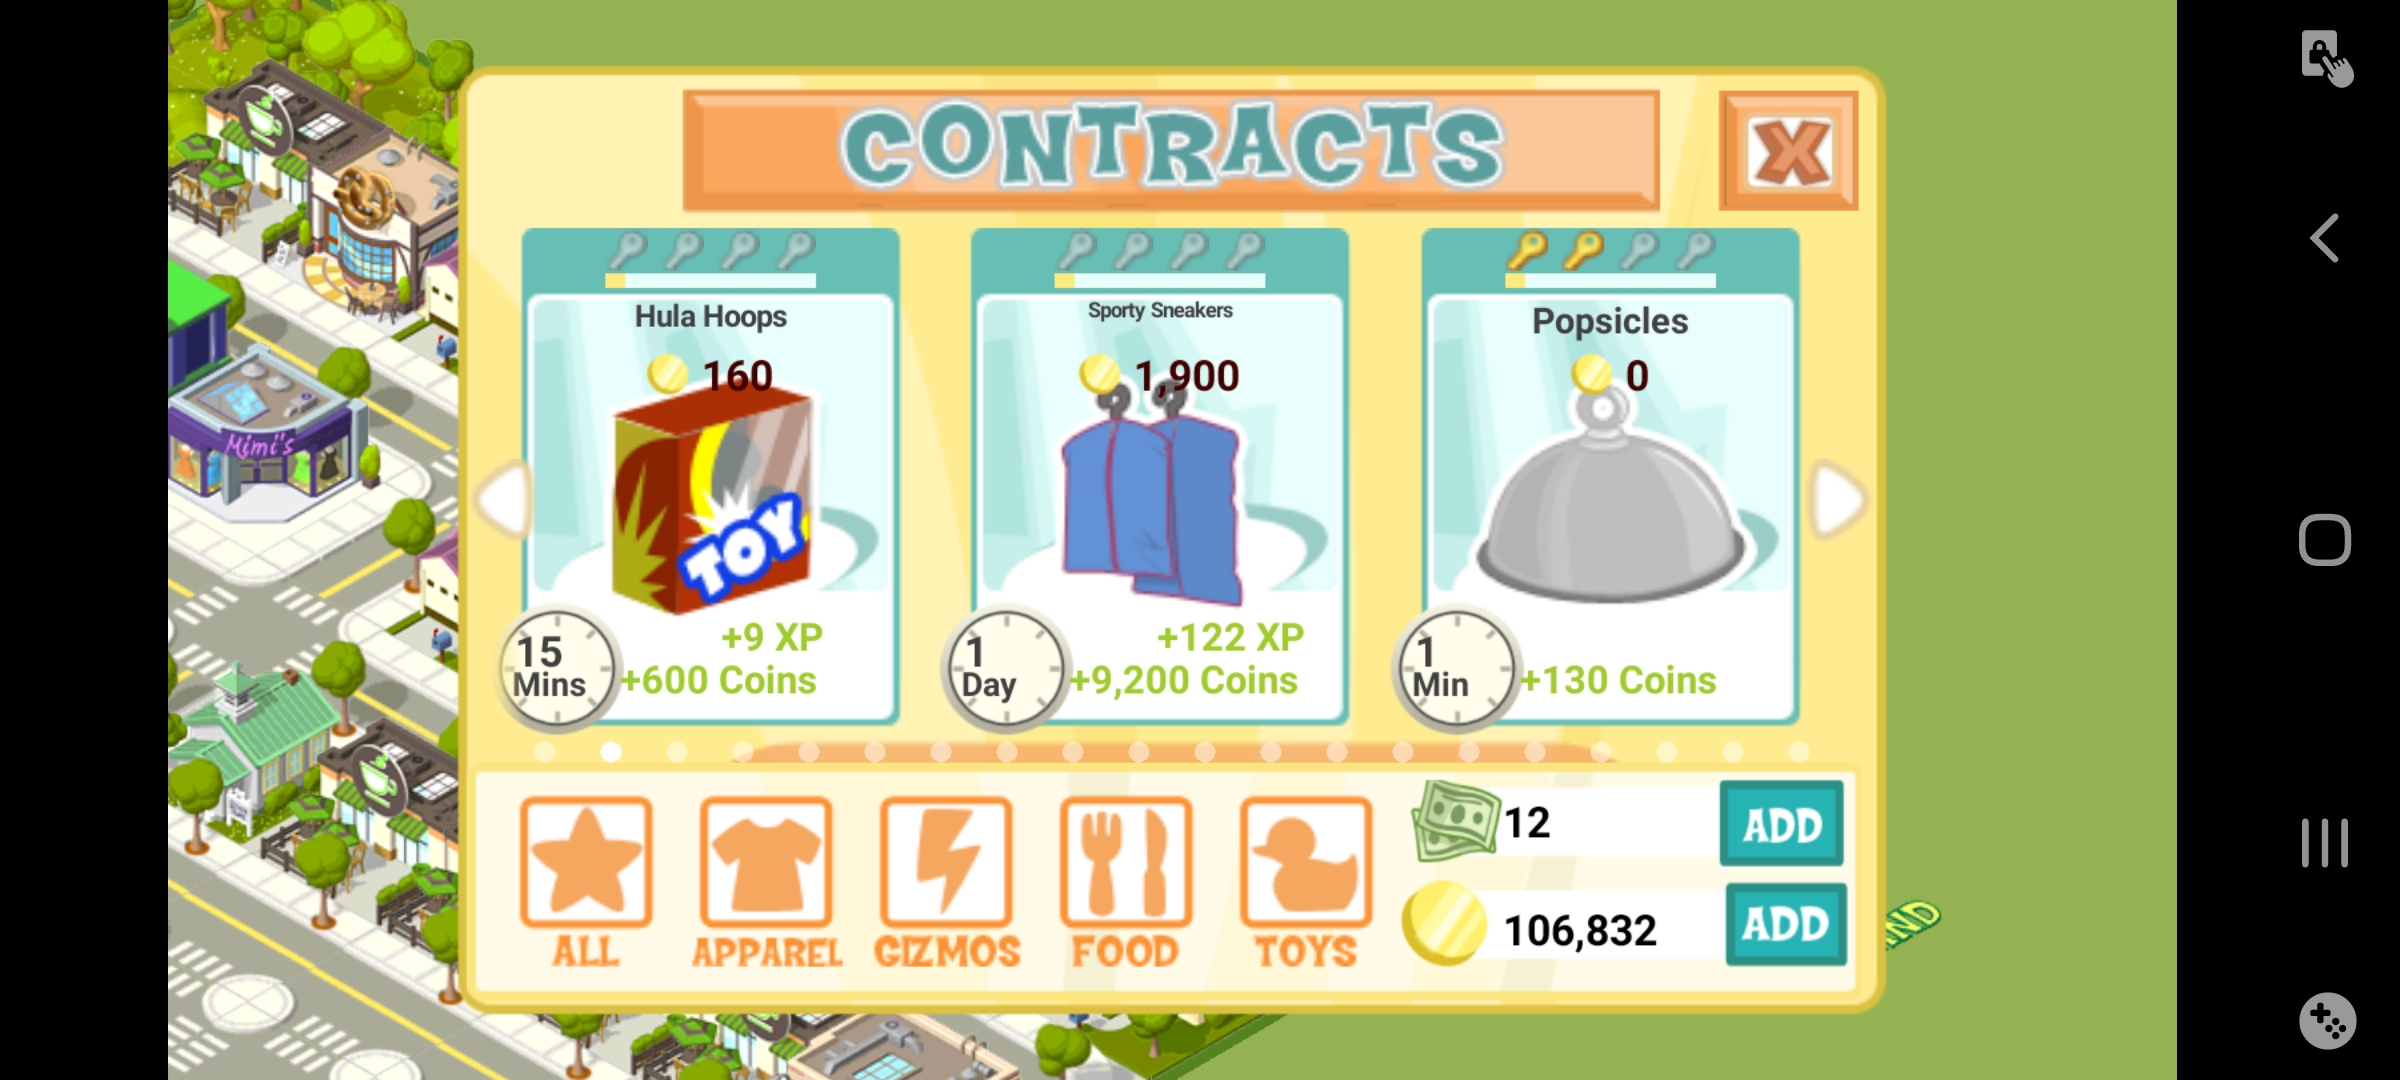 CONTRACTS
X
Hula Hoops
160
TOY
15
Mins
+9 XP
+600 Coins
Sporty Sneakers
1,900
1
Day
+122 XP
+9,200 Coins
Popsicles
0
1
Min
+130 Coins
Mimi's
ALL
APPAREL
GIZMOS
FOOD
TOYS
12
ADD
106,832
ADD